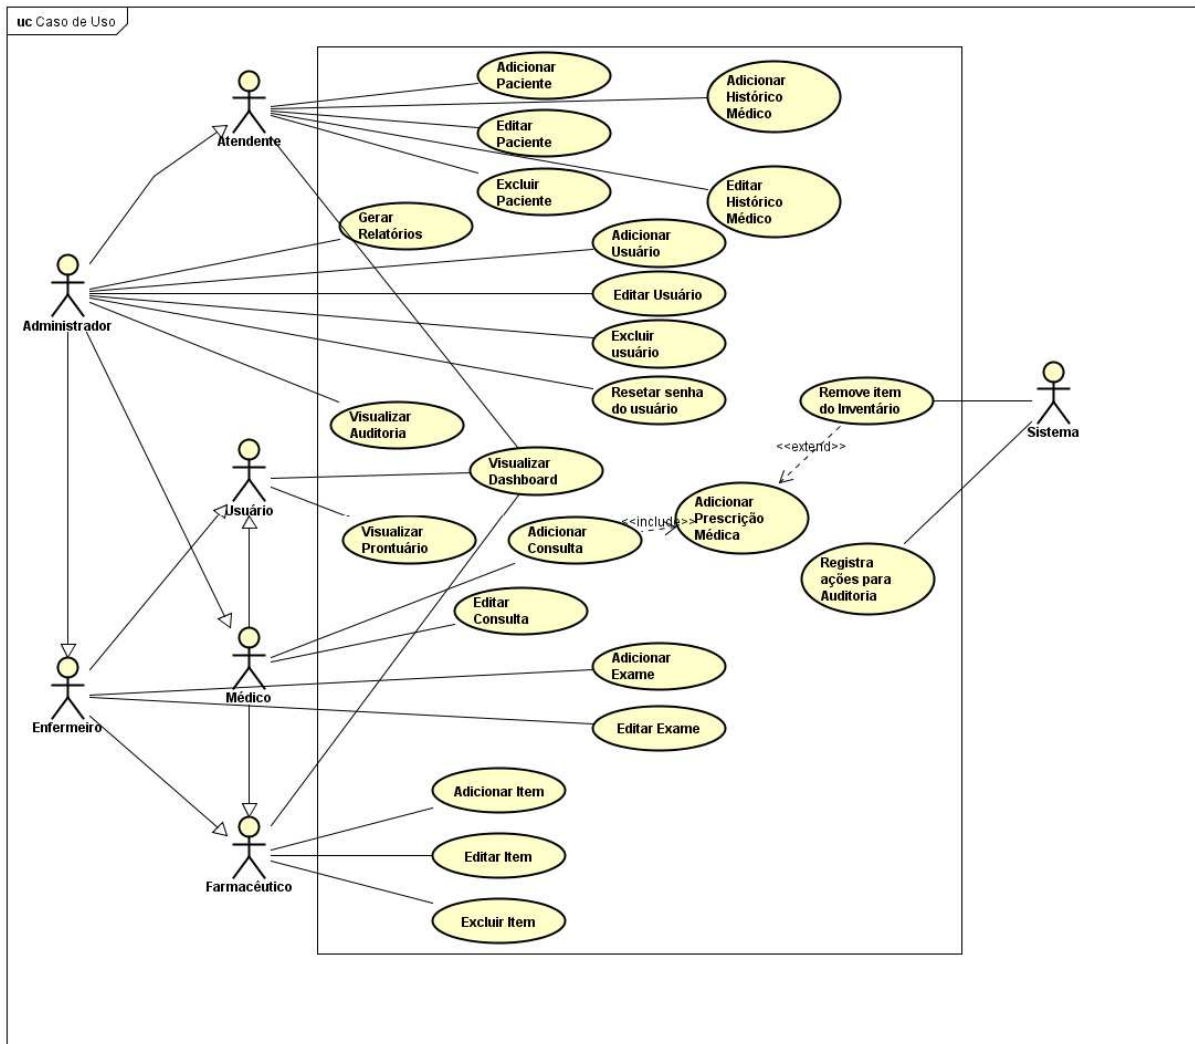 uc Caso de Uso
Adicionar
Paciente
Adicionar
Histórico
Médico
Atendente
Editar
Paciente
Excluir
Paciente
Editar
Histórico
Médico
Gerar
Relatórios
Adicionar
Usuário
Editar Usuário
Administrador
Excluir
usuário
Resetar senha
do usuário
Remove item
do Inventário
Sistema
Visualizar
Auditoria
<<extend>>
Visualizar
Dashboard
Usuário
Adicionar
Prescrição
Médica
<<include>>
Visualizar
Prontuário
Adicionar
Consulta
Registra
ações para
Auditoria
Editar
Consulta
Adicionar
Exame
Médico
Enfermeiro
Editar Exame
Adicionar Item
Editar Item
Farmacéutico
Excluir Item